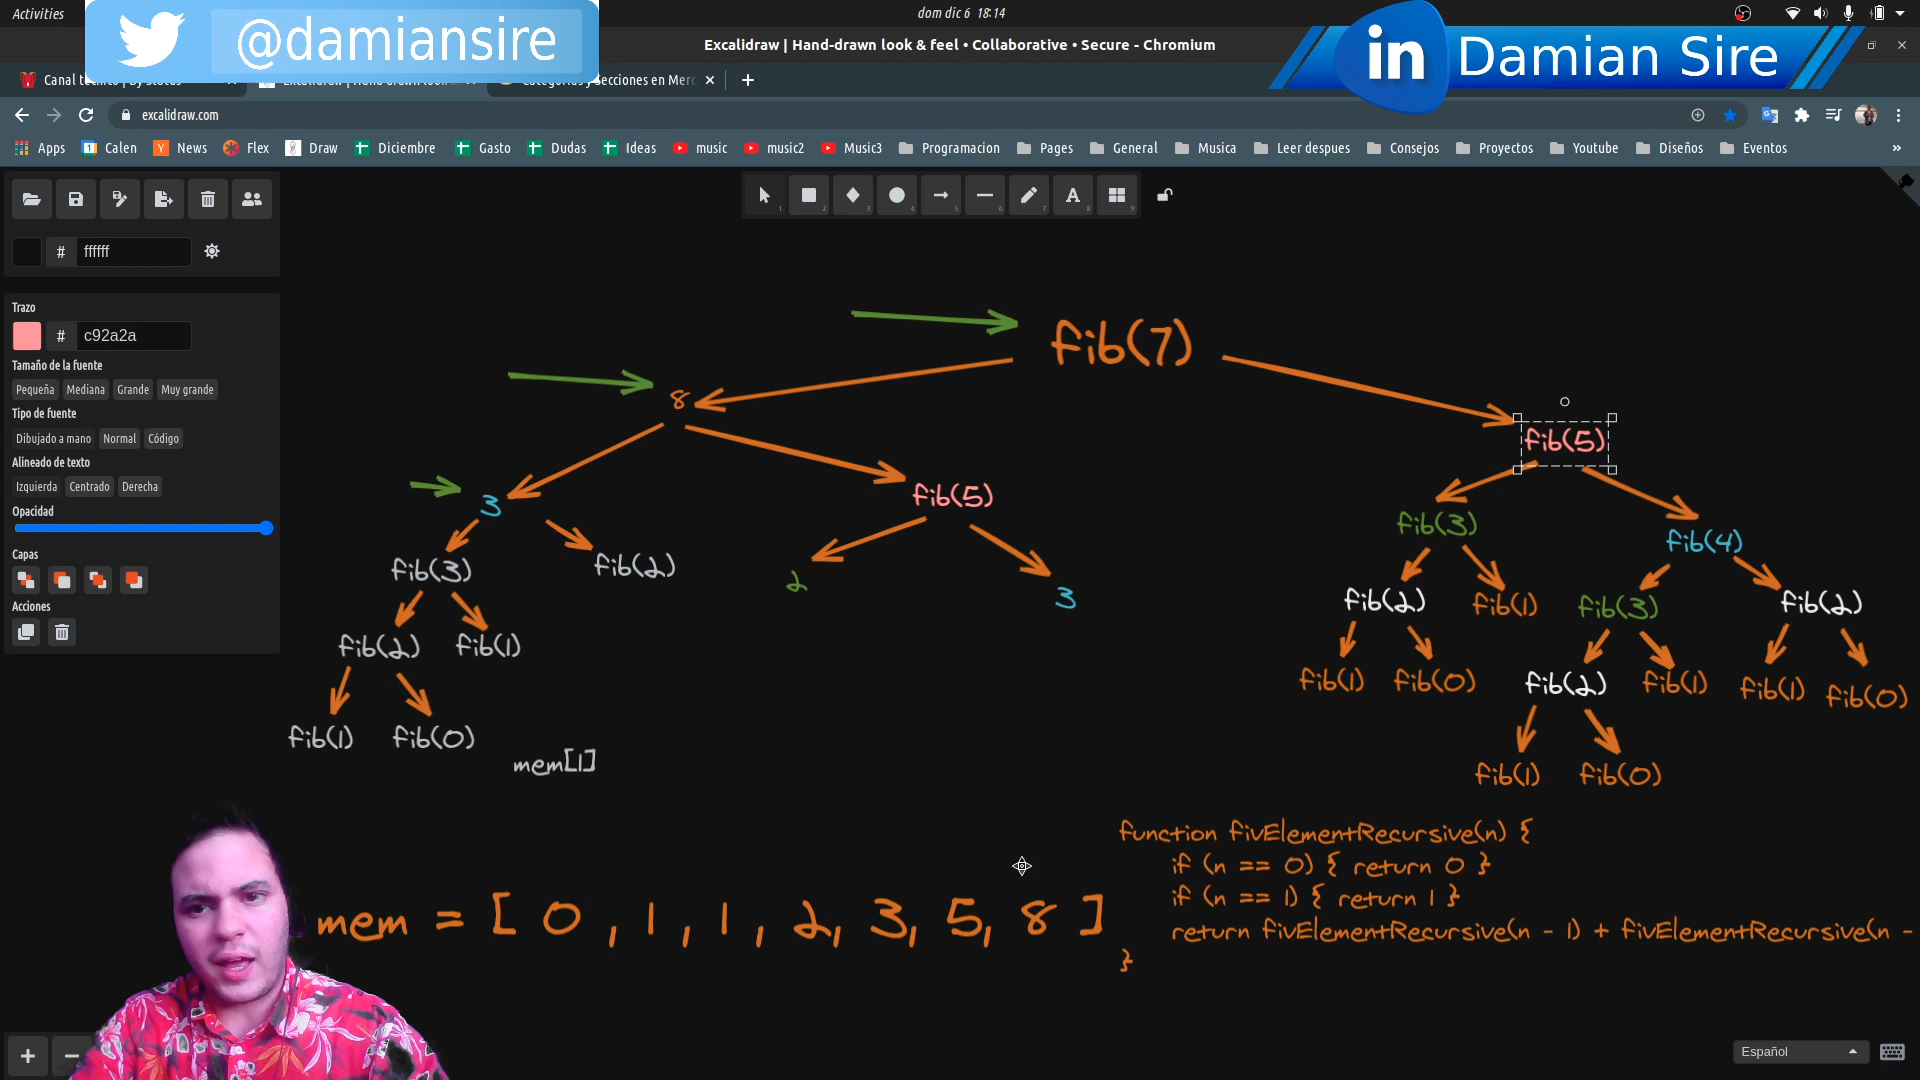 Activities
dom dic 6 18:14
@damiansire
in Damian Sire
Excalidraw | Hand-drawn look & feel • Collaborative • Secure - Chromium
excalidraw.com
Apps Calen News Flex Draw Diciembre Gasto Dudas Ideas music music2 Music3 Programacion Pages General Musica Leer despues Consejos Proyectos Youtube Diseños Eventos »
# ffffff
Trazo
# c92a2a
Tamaño de la fuente
Pequeña Mediana Grande Muy grande
Tipo de fuente
Dibujado a mano Normal Código
Alineado de texto
Izquierda Centrado Derecha
Opacidad
Capas
Acciones
fib(7)
8
fib(5)
3 fib(5)
fib(3) fib(4)
fib(3) fib(2) 2 3
fib(2) fib(1) fib(3) fib(2)
fib(2) fib(1)
fib(1) fib(0) fib(2) fib(1) fib(1) fib(0)
fib(1) fib(0)
mem[1]
fib(1) fib(0)
mem = [ 0 , 1 , 1 , 2, 3, 5, 8 ]
function fivElementRecursive(n) {
if (n == 0) { return 0 }
if (n == 1) { return 1 }
return fivElementRecursive(n - 1) + fivElementRecursive(n -
}
Español